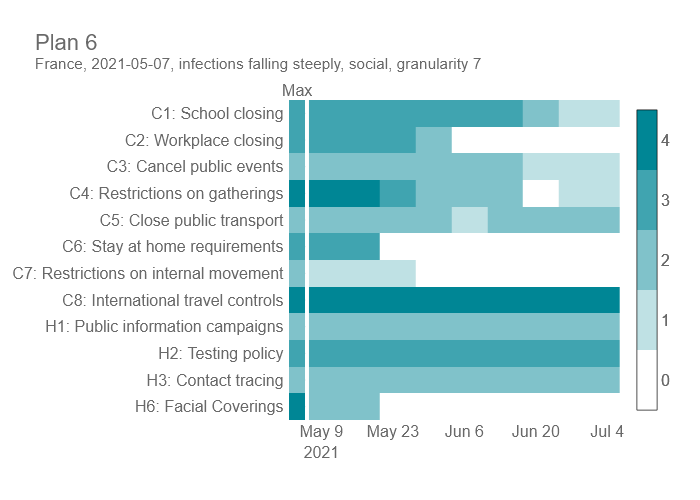 Plan 6
France, 2021-05-07, infections falling steeply, social, granularity 7
Max
C1: School closing
C2: Workplace closing
C3: Cancel public events
C4: Restrictions on gatherings
C5: Close public transport
C6: Stay at home requirements
C7: Restrictions on internal movement
C8: International travel controls
H1: Public information campaigns
H2: Testing policy
H3: Contact tracing
H6: Facial Coverings
May 9 May 23 Jun 6 Jun 20 Jul 4
2021
4
3
2
1
0